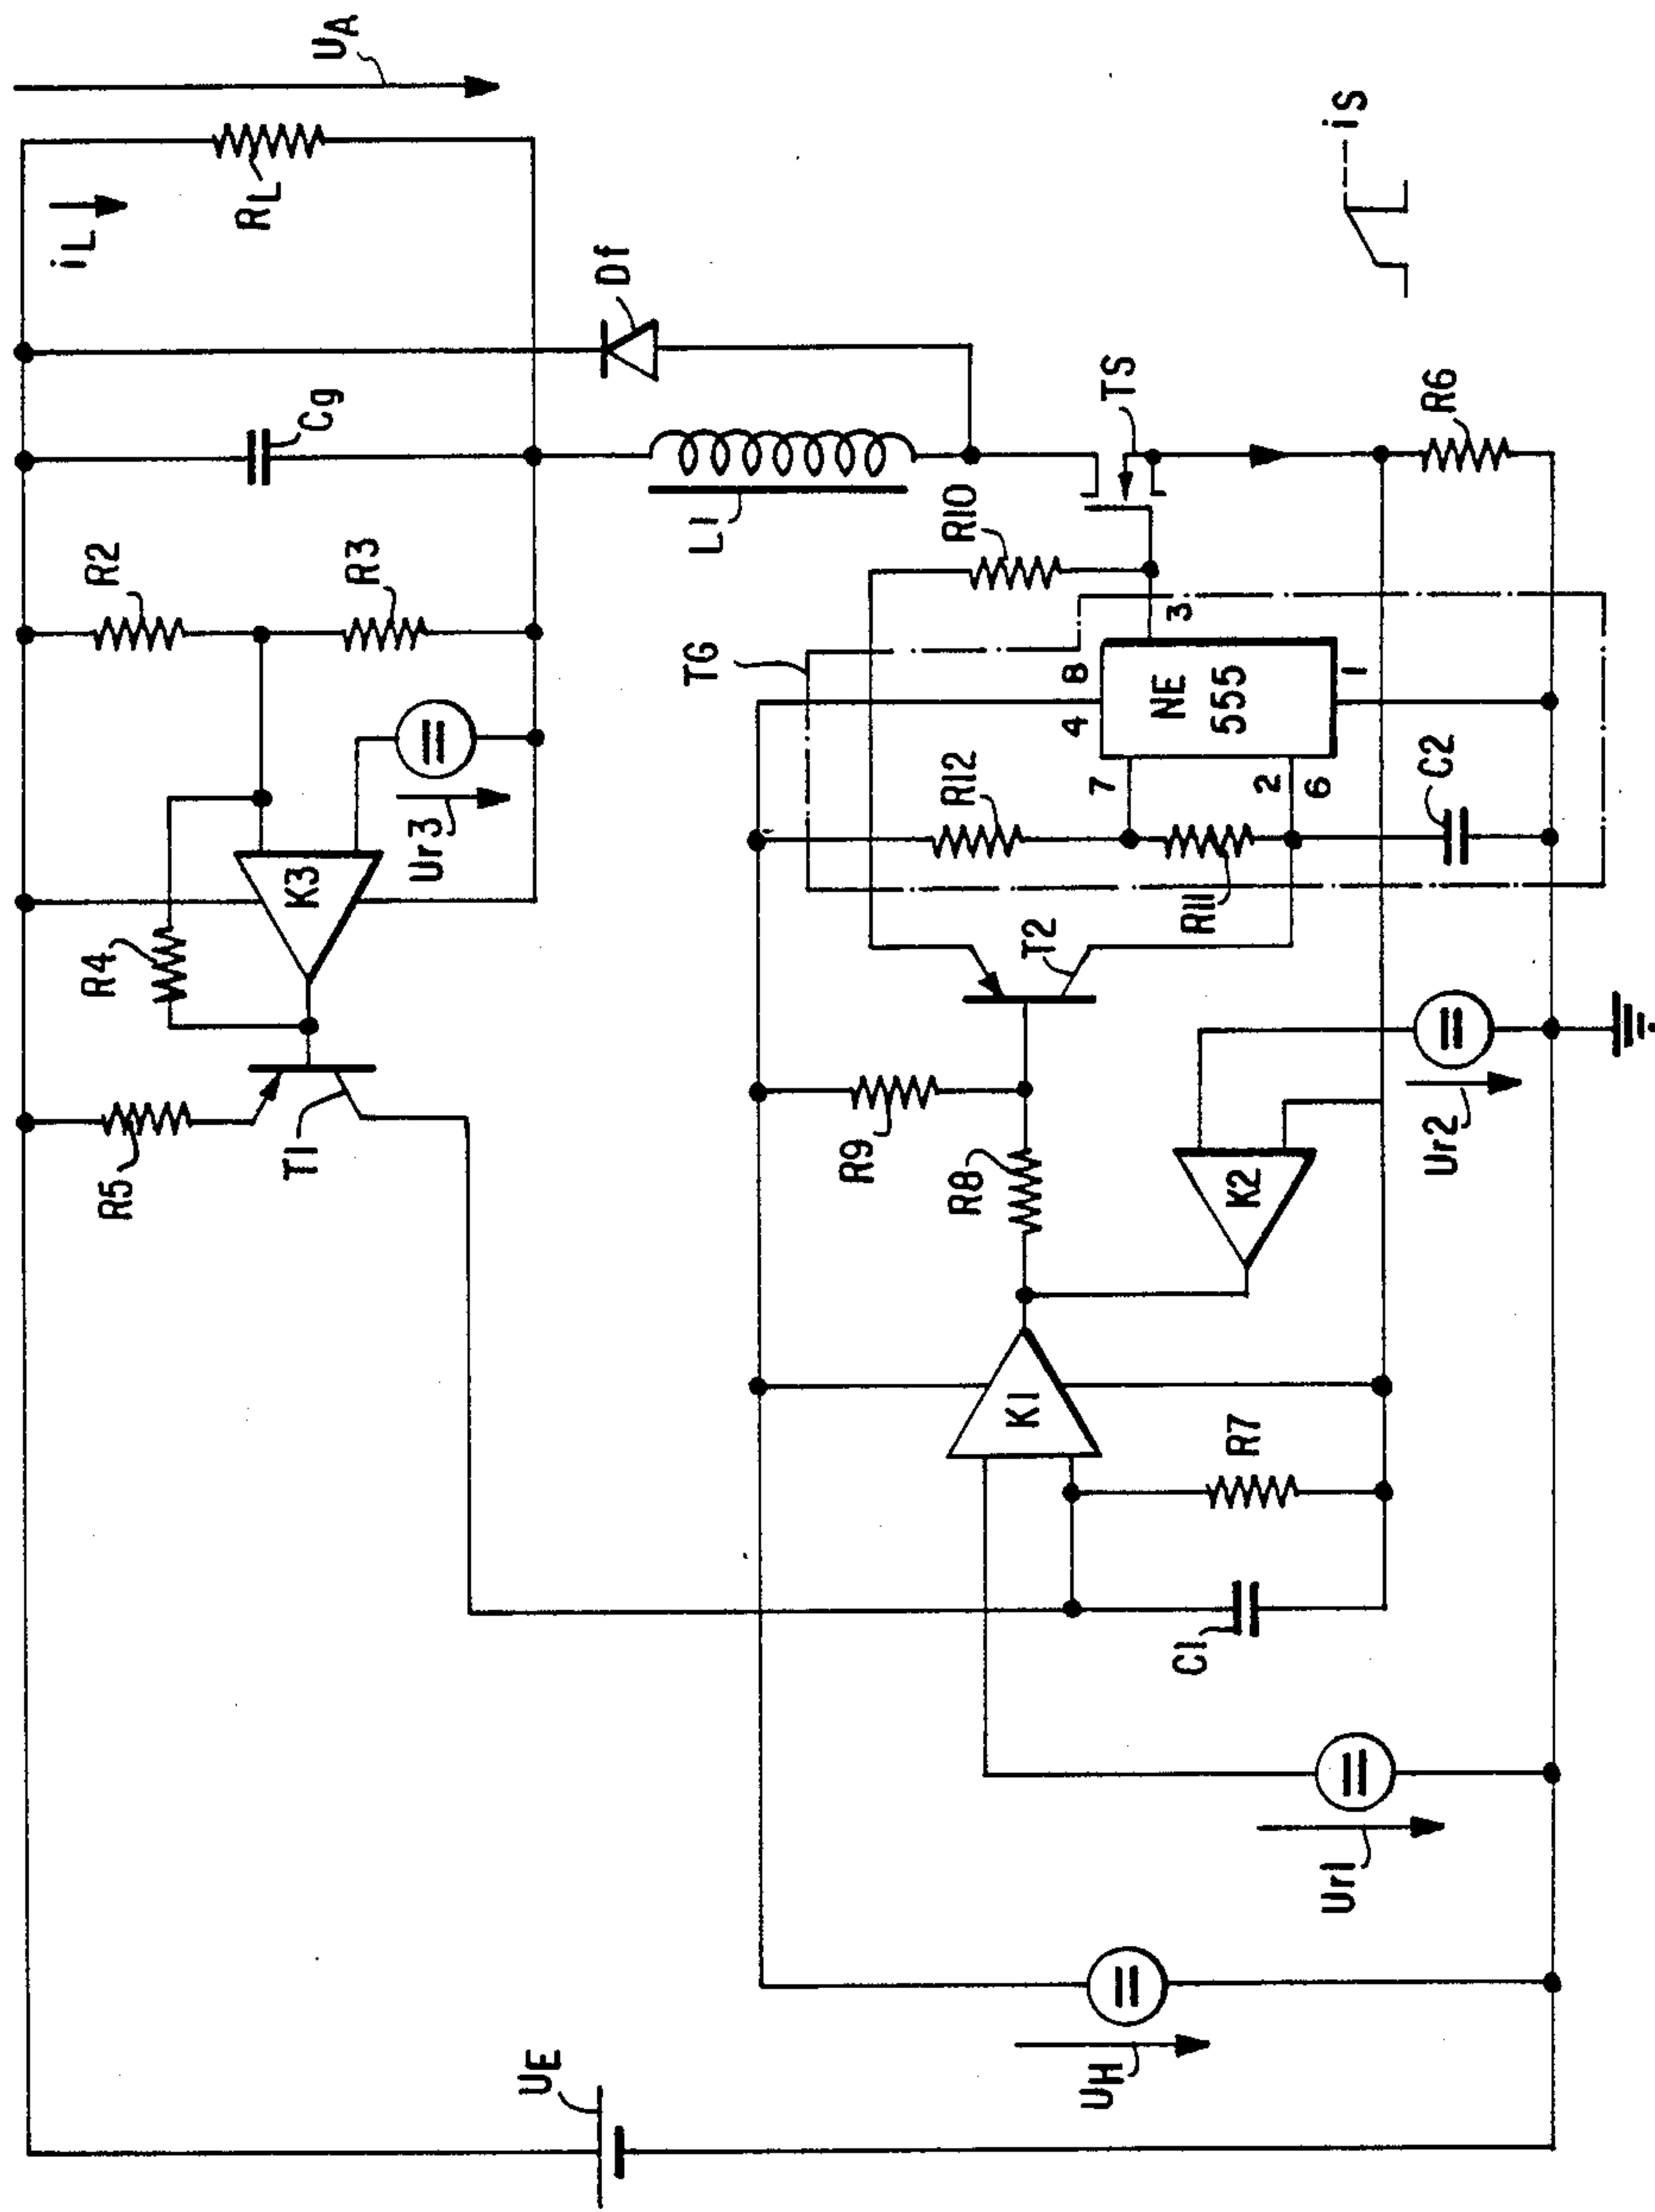 UA
iL
RL
Df
Cg
R2
R3
Ur3
K3
R4
R5
T1
L1
TS
R6
iS
R10
TG
3
8
4
NE
555
1
7
2
6
R12
R11
C2
T2
R9
R8
K2
Ur2
K1
R7
C1
Ur1
UH
UE